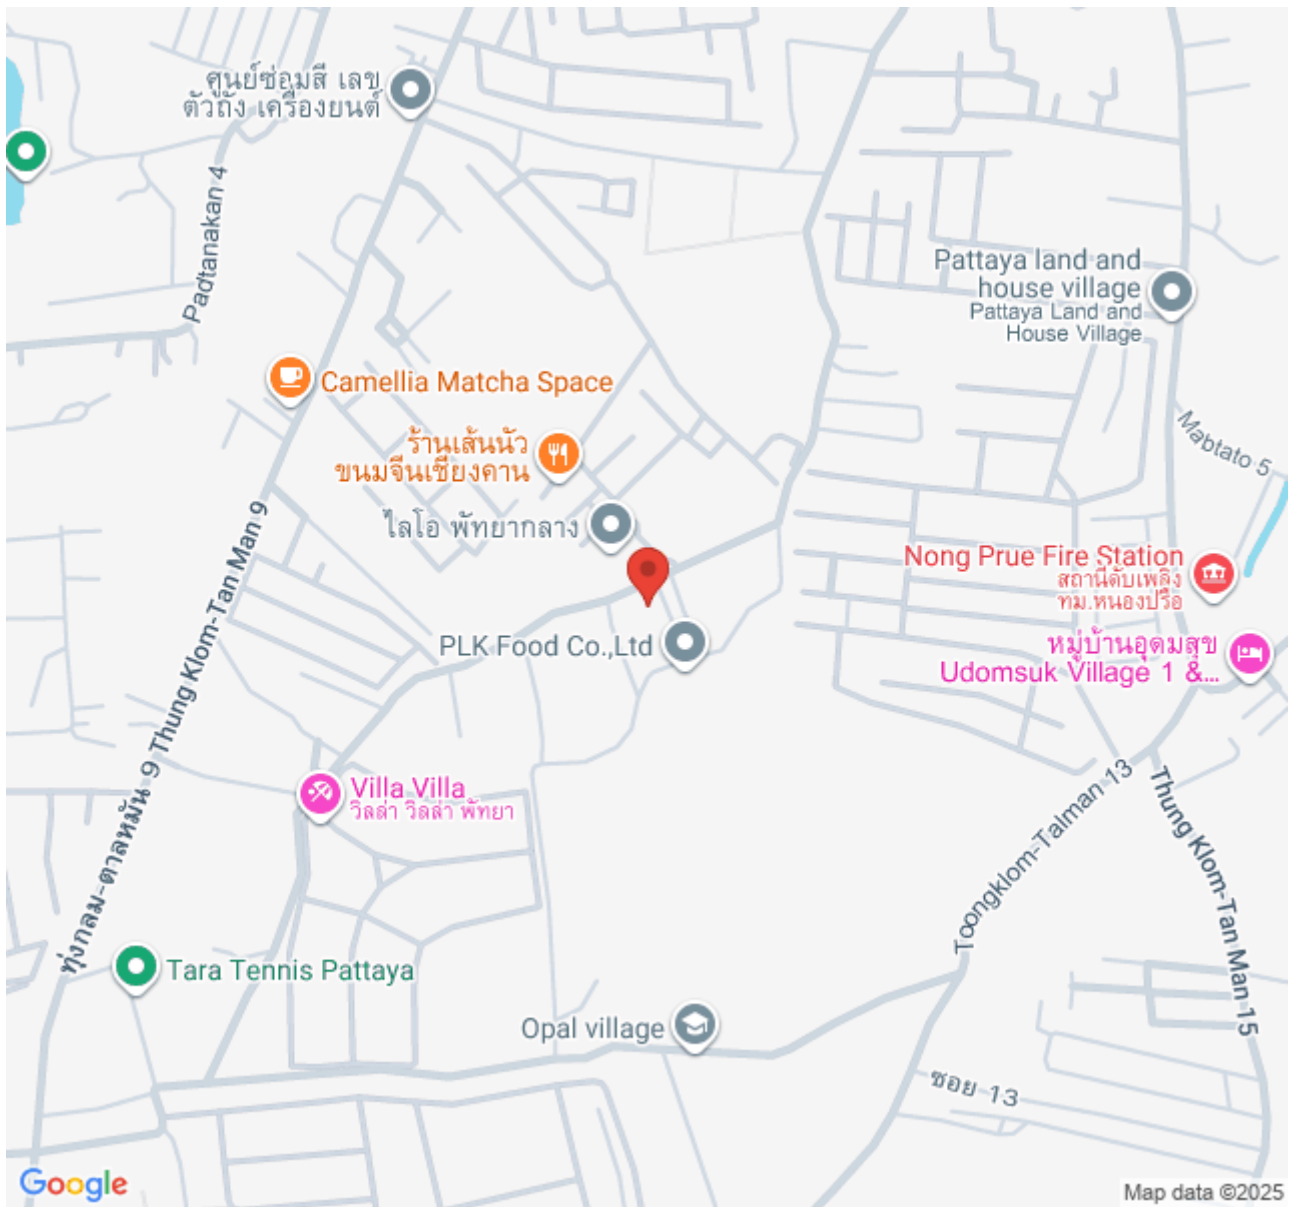 ศูนย์ซ่อมสี เลข
ตัวถัง เครื่องยนต์
Padtanakan 4
Pattaya land and
house village
Pattaya Land and
House Village
Camellia Matcha Space
Mabtato 5
ร้านเส้นนัว
ขนมจีนเชียงคาน
ไลโอ พัทยากลาง
Nong Prue Fire Station
สถานีดับเพลิง
ทม.หนองปรือ
PLK Food Co.,Ltd
หมู่บ้านอุดมสุข
Udomsuk Village 1 &...
ทุ่งกลม-ตาลหมัน 9 Thung Klom-Tan Man 9
Villa Villa
วิลล่า วิลล่า พัทยา
Toongklom-Talman 13
Thung Klom-Tan Man 15
Tara Tennis Pattaya
Opal village
ซอย 13
Google
Map data ©2025